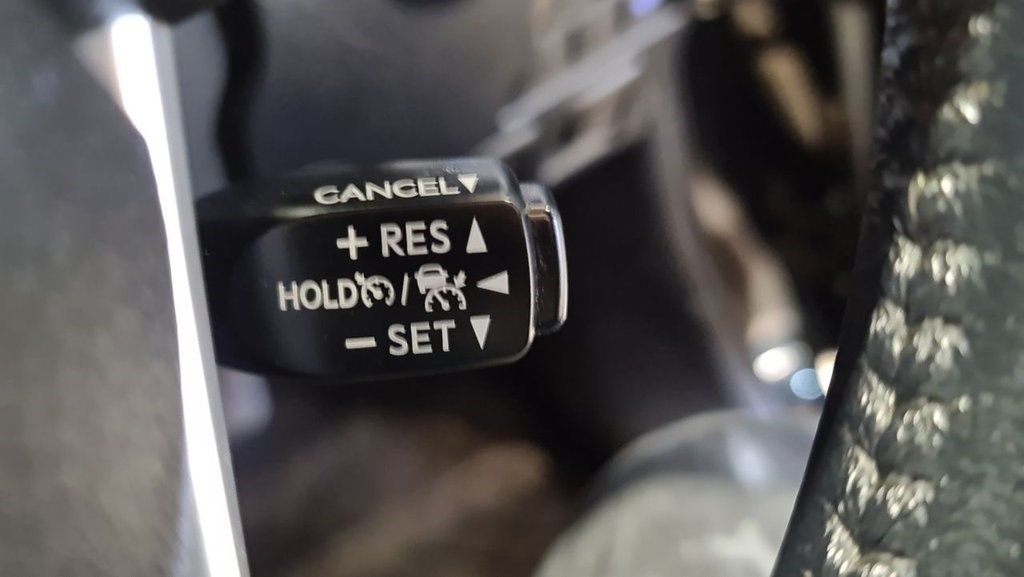 CANCEL▼
+ RES ▲
HOLD / ◀
− SET ▼